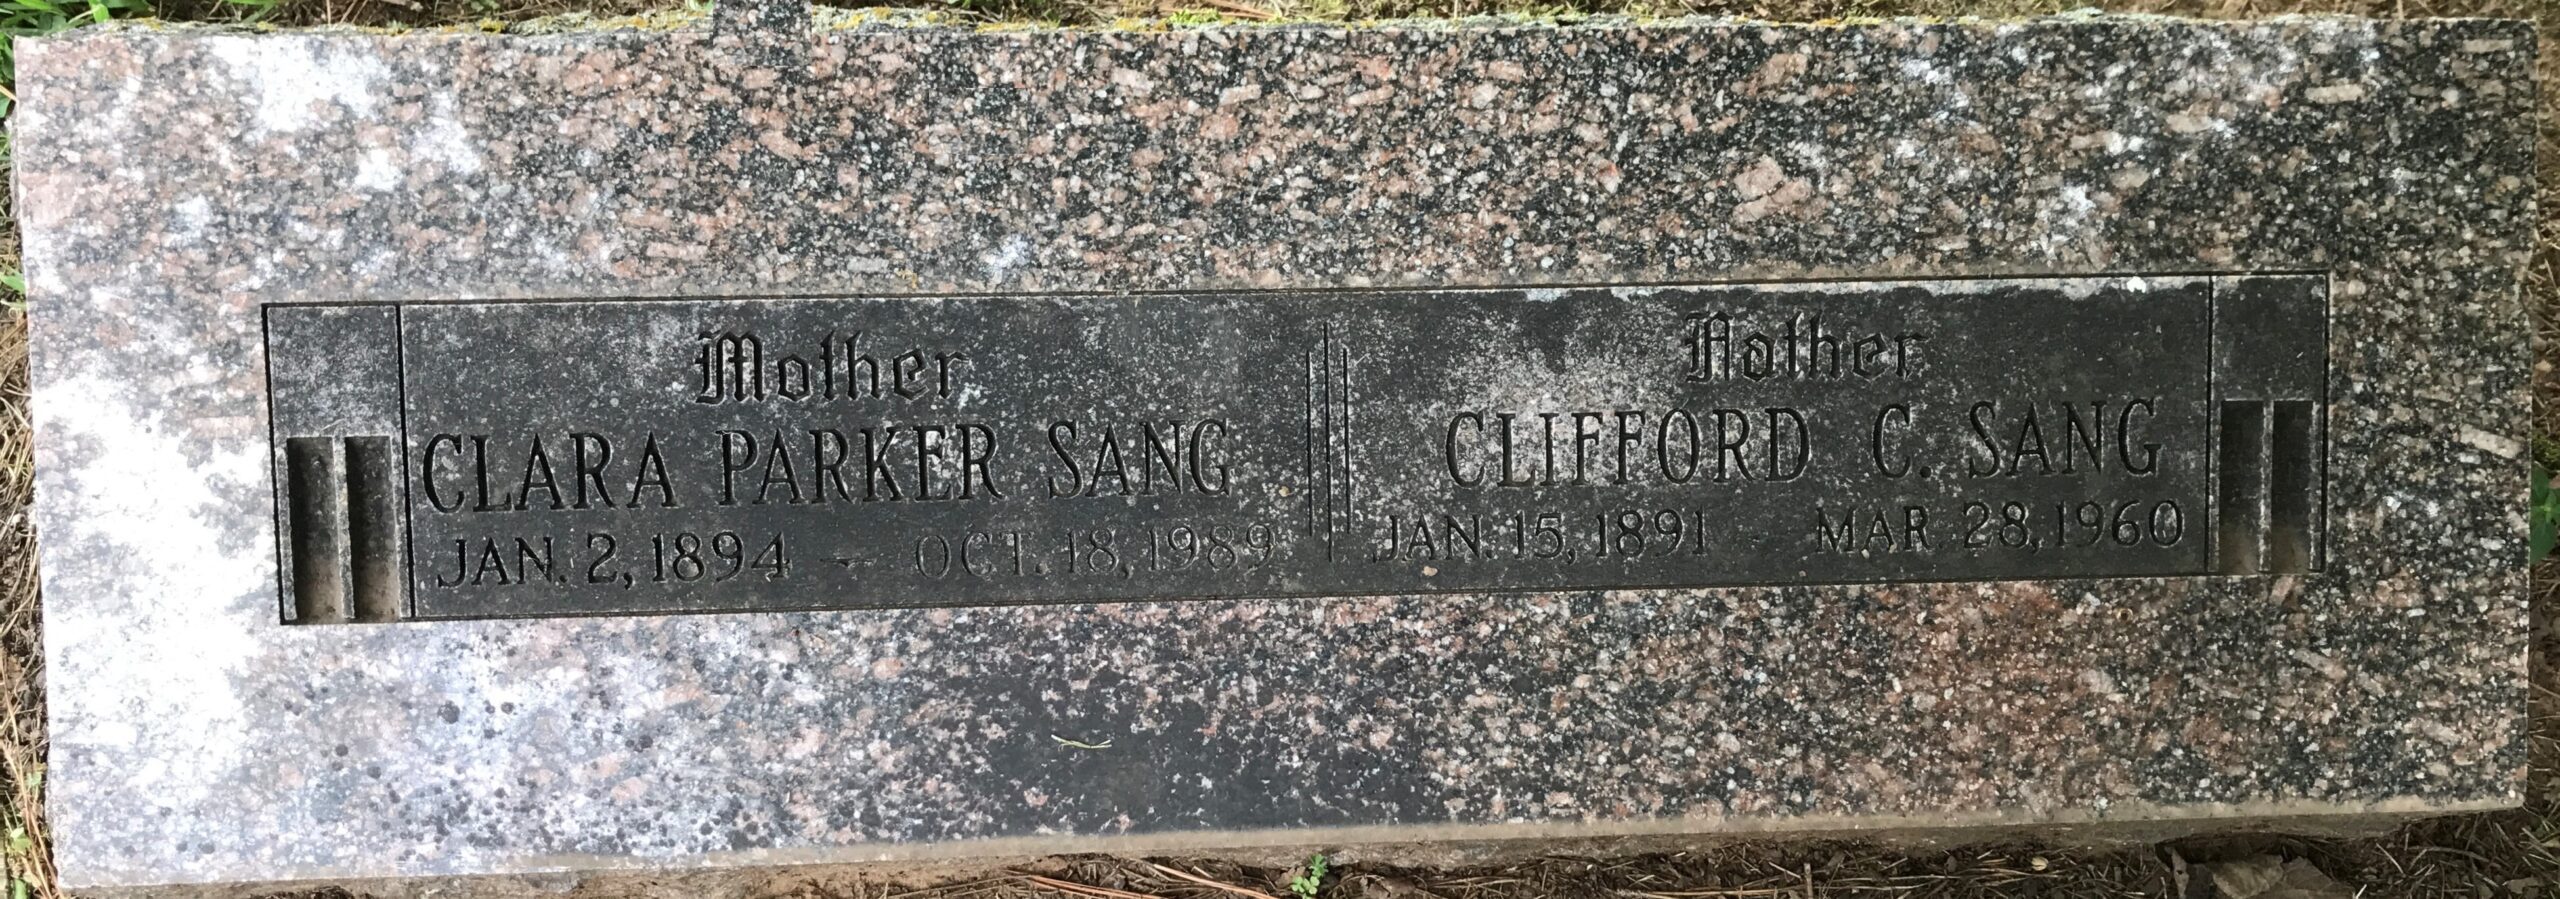 Mother
CLARA PARKER SANG
JAN. 2, 1894 — OCT. 18, 1989
Father
CLIFFORD C. SANG
JAN. 15, 1891 - MAR. 28, 1960